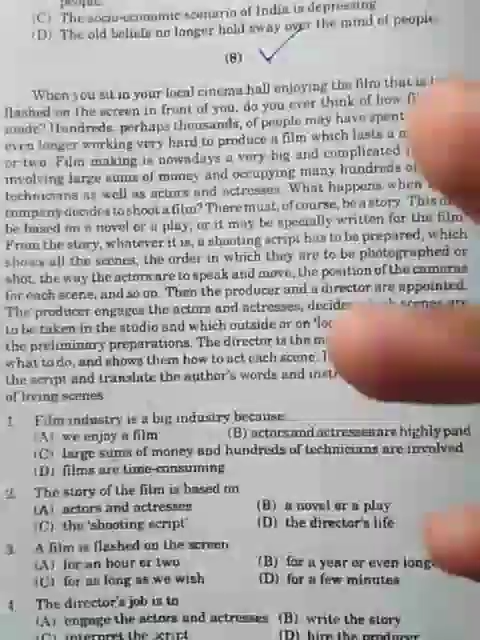 people.
(C) The socio-economic scenario of India is depressing
(D) The old beliefs no longer hold sway over the mind of people.
(8)
When you sit in your local cinema hall enjoying the film that is
flashed on the screen in front of you, do you ever think of how
made? Hundreds, perhaps thousands, of people may have spent
even longer working very hard to produce a film which lasts a
or two. Film making is nowadays a very big and complicated
involving large sums of money and occupying many hundreds of
technicians as well as actors and actresses. What happens when
company decides to shoot a film? There must, of course, be a story. This
be based on a novel or a play, or it may be specially written for the film
From the story, whatever it is, a shooting script has to be prepared, which
shows all the scenes, the order in which they are to be photographed or
shot, the way the actors are to speak and move, the position of the cameras
for each scene, and so on. Then the producer and a director are appointed.
The producer engages the actors and actresses, decides which scenes are
to be taken in the studio and which outside or on
the preliminary preparations. The director is the
what to do, and shows them how to act each scene.
the script and translate the author's words and
of living scenes
1. Film industry is a big industry because
(A) we enjoy a film (B) actors and actresses are highly paid
(C) large sums of money and hundreds of technicians are involved
(D) films are time-consuming
2. The story of the film is based on
(A) actors and actresses (B) a novel or a play
(C) the 'shooting script' (D) the director's life
3. A film is flashed on the screen
(A) for an hour or two (B) for a year or even
(C) for as long as we wish (D) for a few minutes
4. The director's job is to
(A) engage the actors and actresses (B) write the story
(C) interpret the script (D) hire the producer